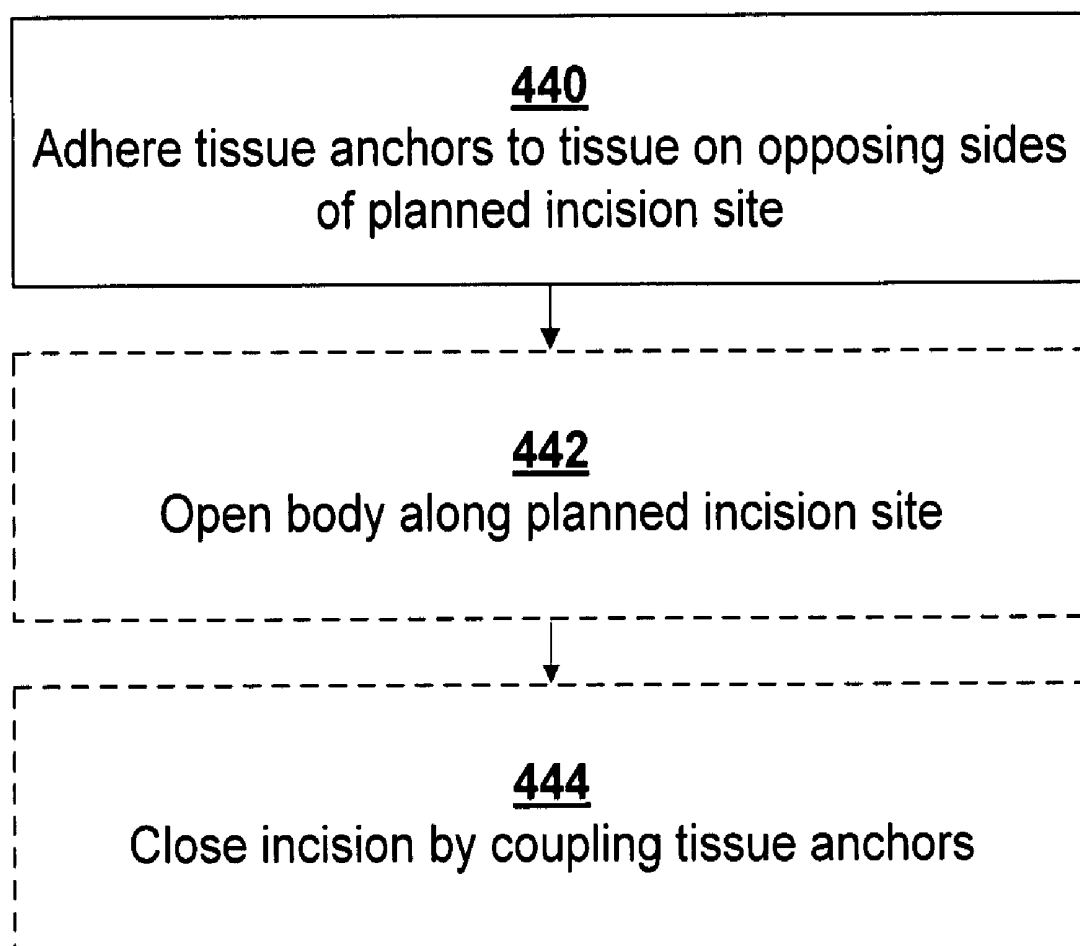 440
Adhere tissue anchors to tissue on opposing sides
of planned incision site
442
Open body along planned incision site
444
Close incision by coupling tissue anchors